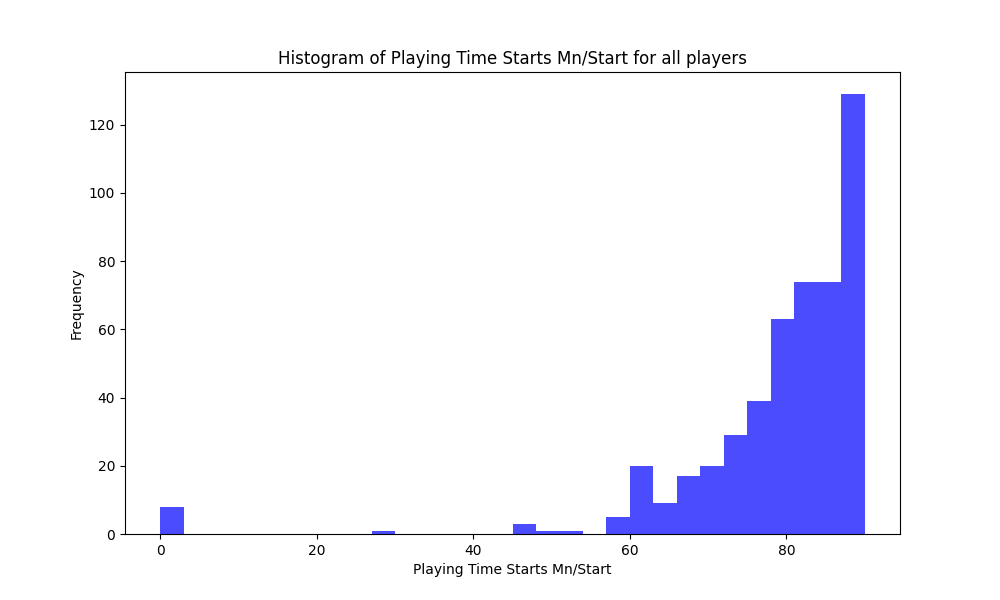 Histogram of Playing Time Starts Mn/Start for all players
Frequency
120
100
80
60
40
20
0
0 20 40 60 80
Playing Time Starts Mn/Start